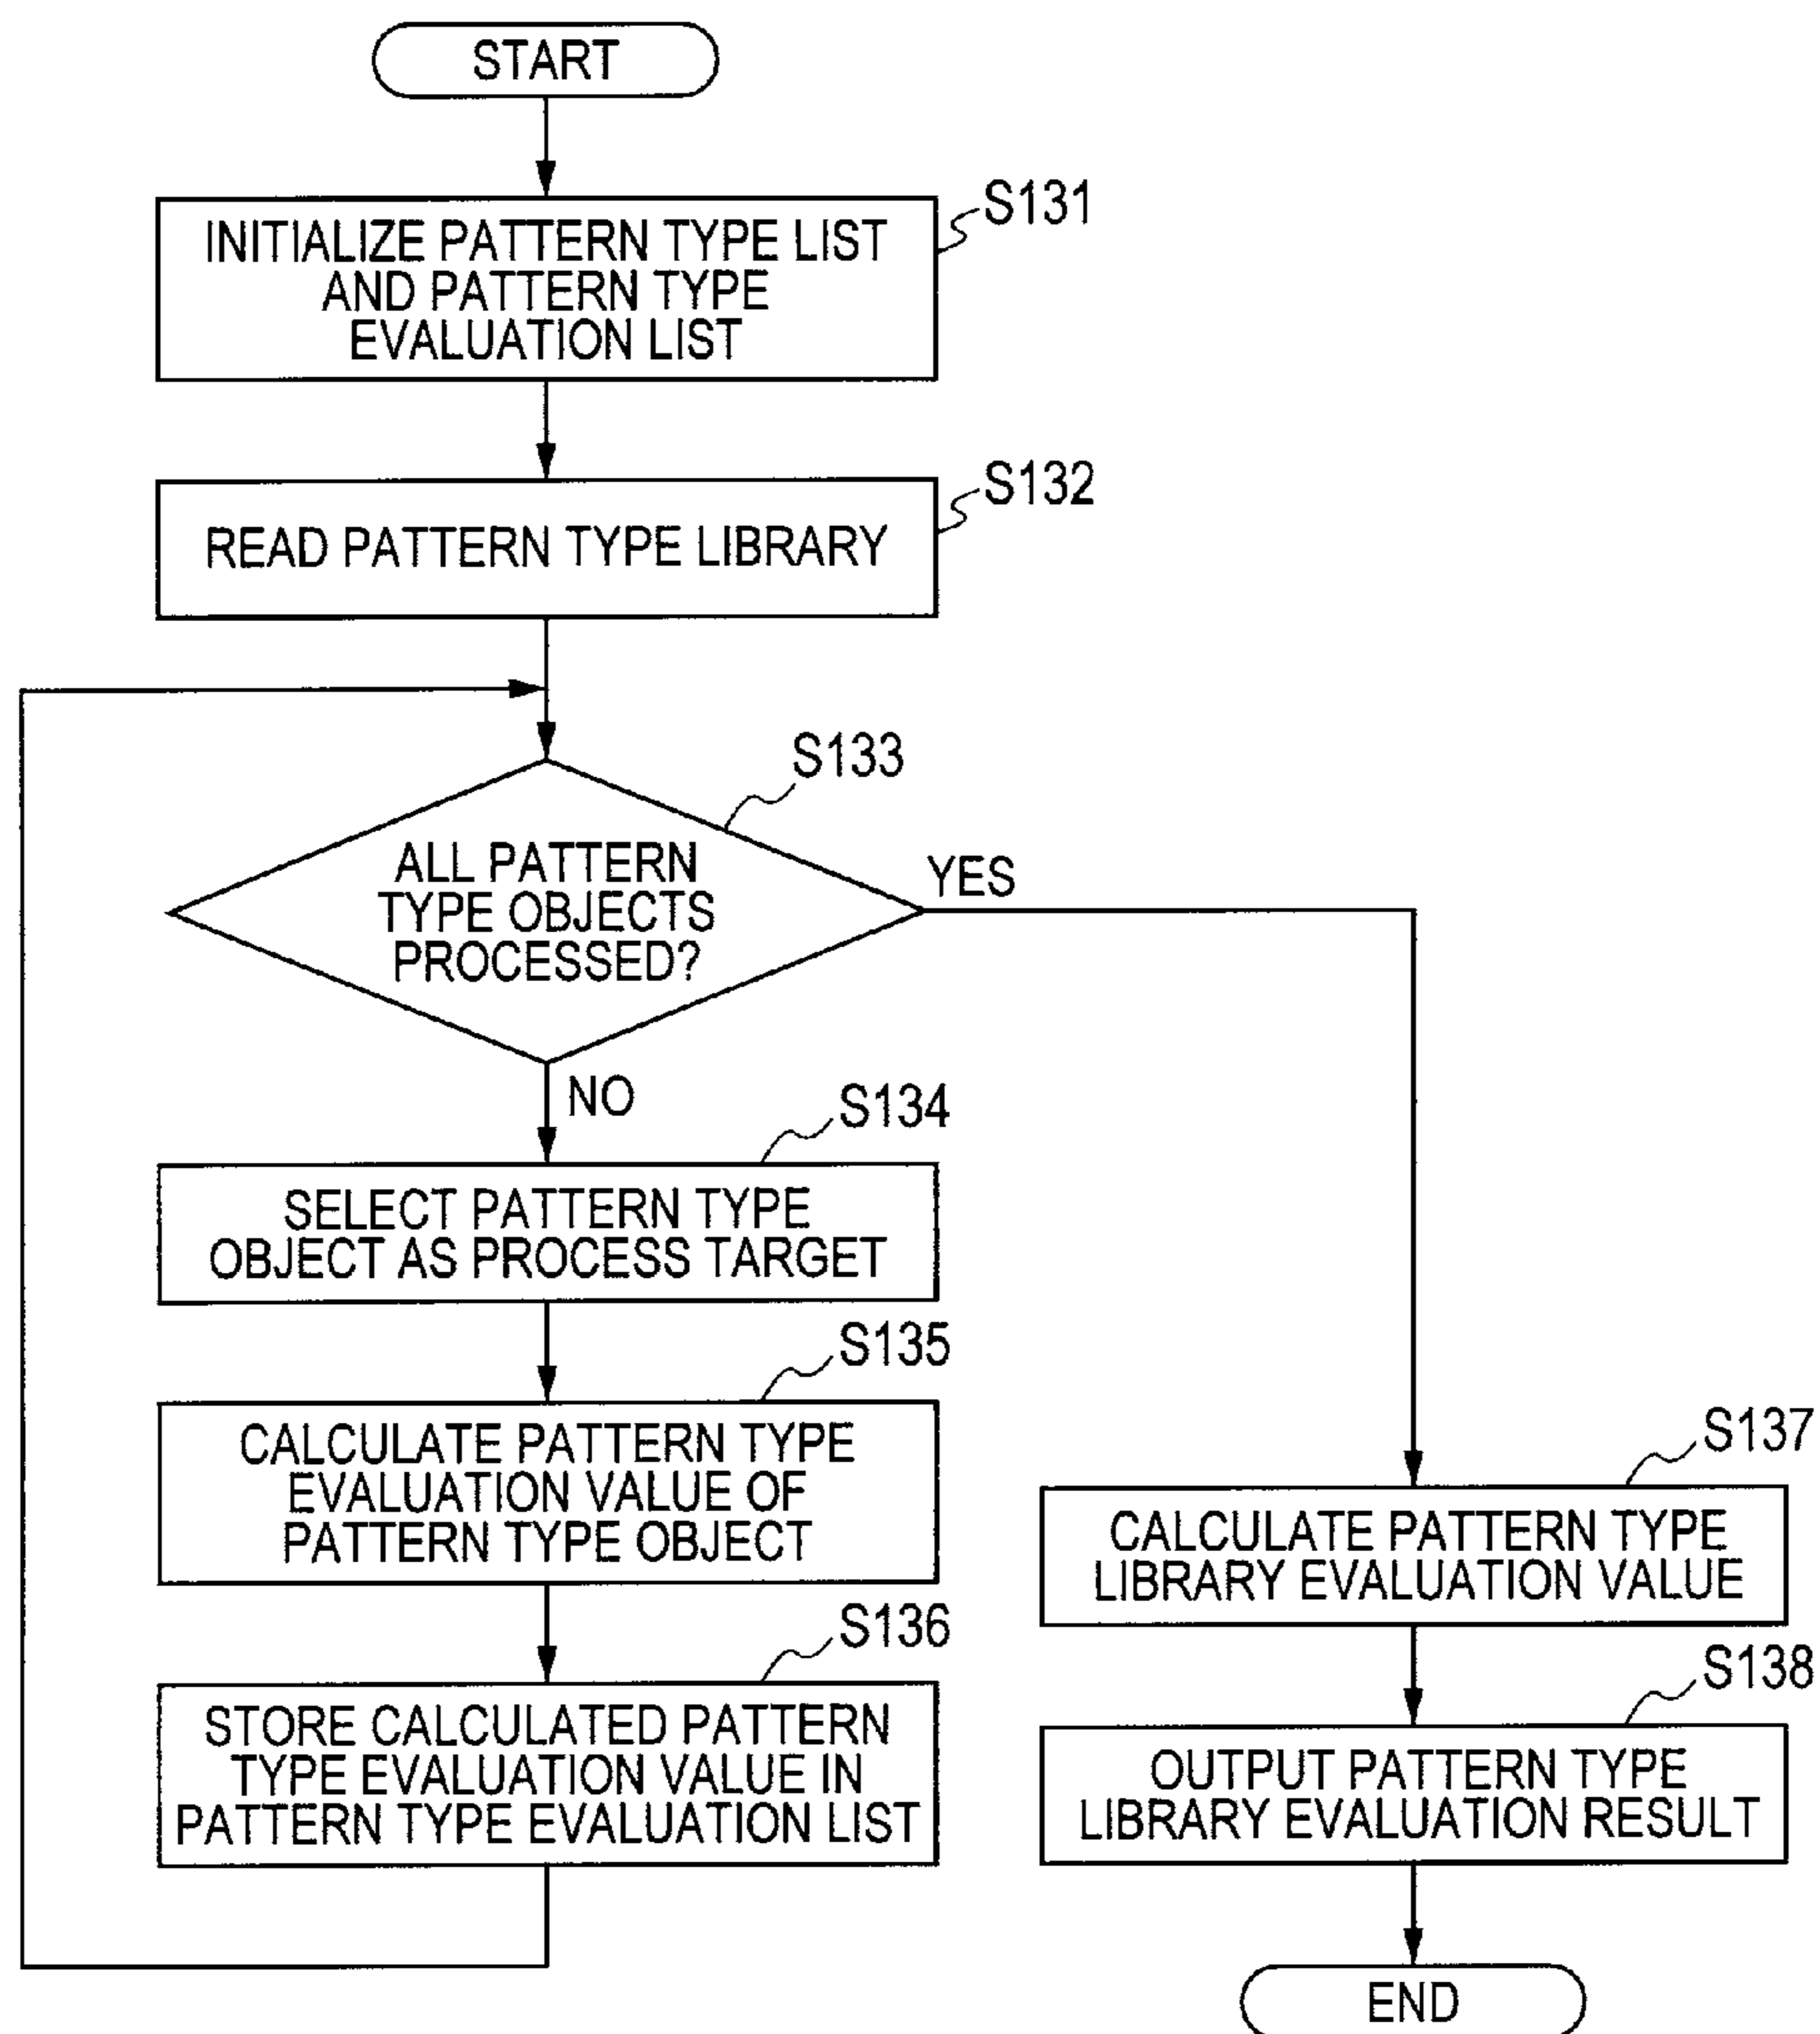 START
S131
INITIALIZE PATTERN TYPE LIST
AND PATTERN TYPE
EVALUATION LIST
S132
READ PATTERN TYPE LIBRARY
S133
ALL PATTERN
TYPE OBJECTS
PROCESSED?
YES
NO
S134
SELECT PATTERN TYPE
OBJECT AS PROCESS TARGET
S135
CALCULATE PATTERN TYPE
EVALUATION VALUE OF
PATTERN TYPE OBJECT
S136
STORE CALCULATED PATTERN
TYPE EVALUATION VALUE IN
PATTERN TYPE EVALUATION LIST
S137
CALCULATE PATTERN TYPE
LIBRARY EVALUATION VALUE
S138
OUTPUT PATTERN TYPE
LIBRARY EVALUATION RESULT
END